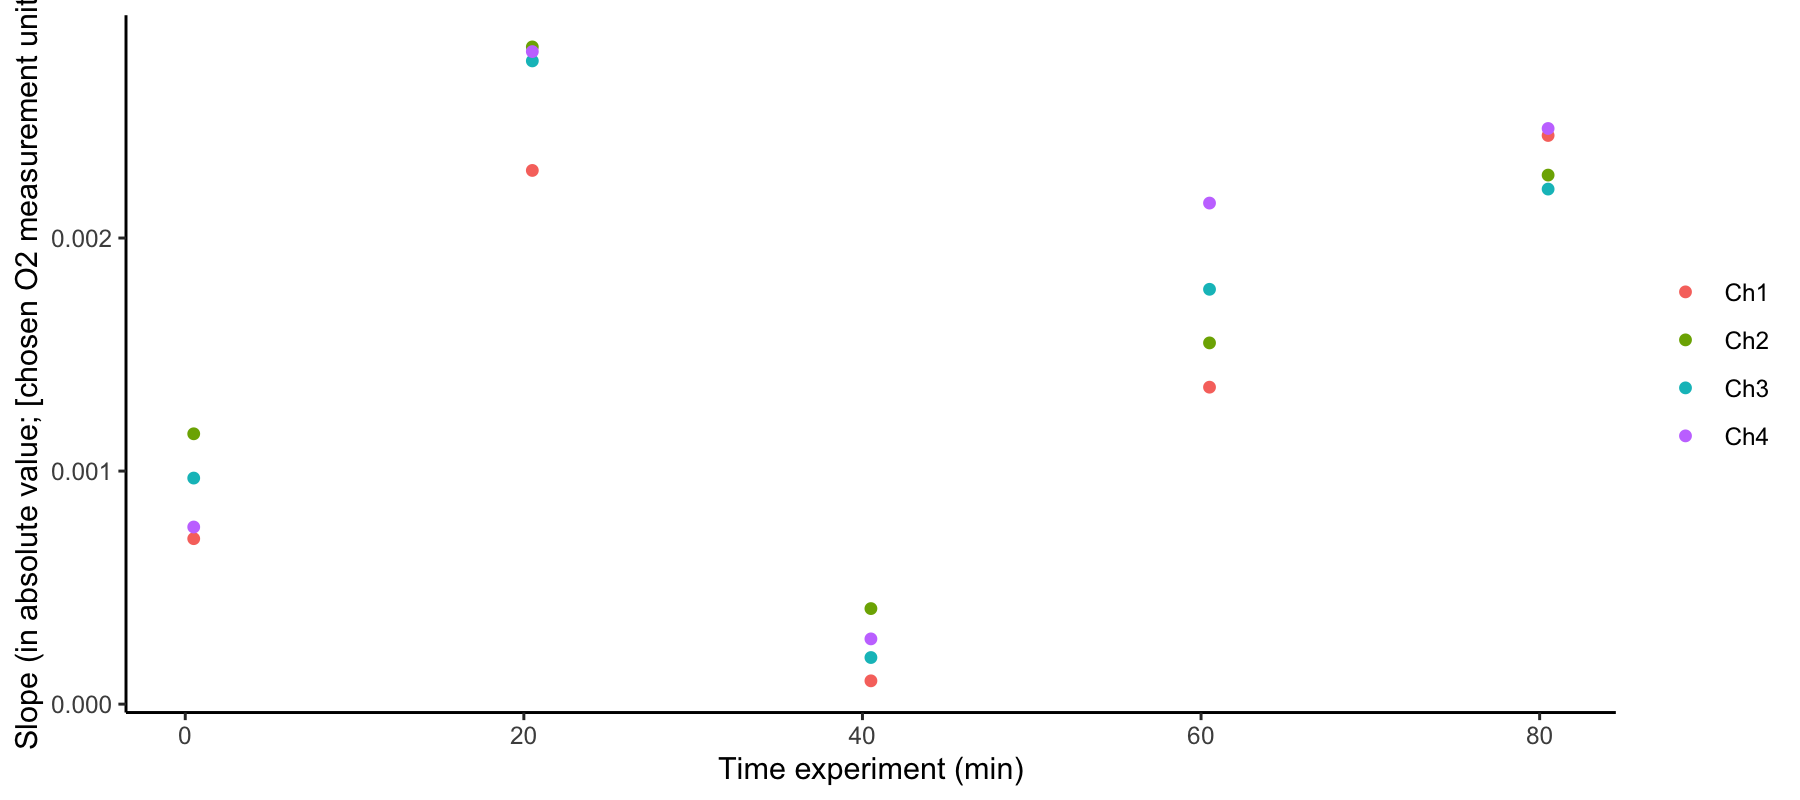 Slope (in absolute value; [chosen O2 measurement unit
0.002
0.001
0.000
0
20
40
60
80
Time experiment (min)
Ch1
Ch2
Ch3
Ch4